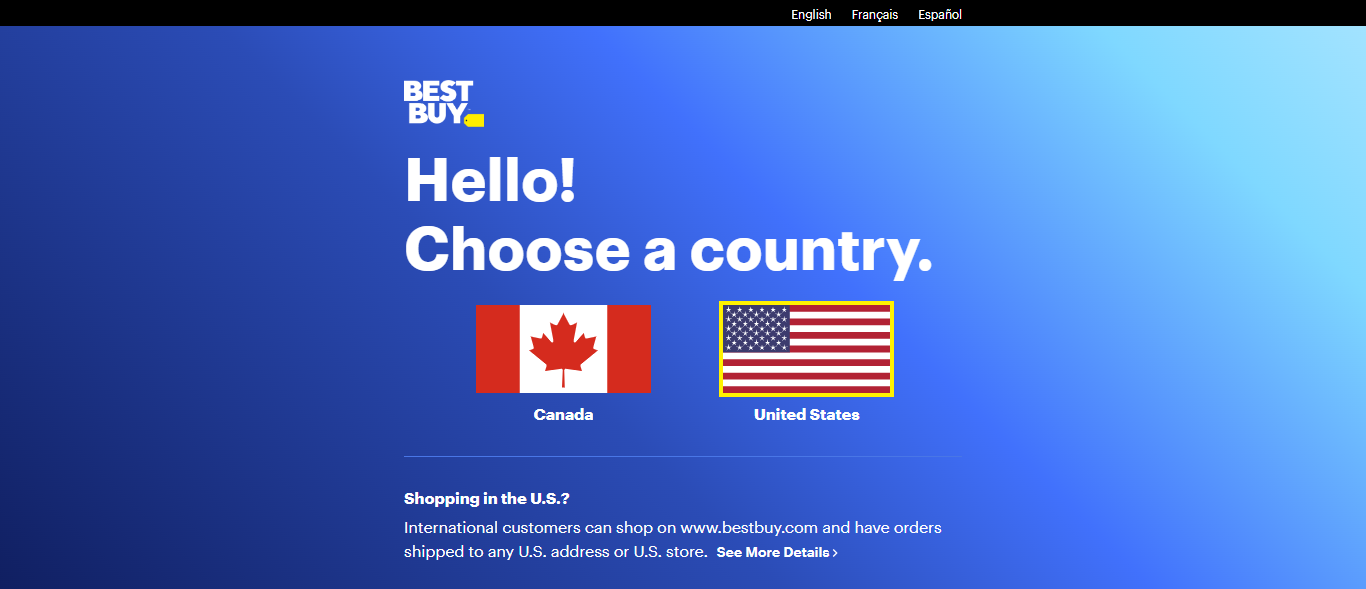 English Français Español
BEST
BUY
Hello!
Choose a country.
Canada United States
Shopping in the U.S.?
International customers can shop on www.bestbuy.com and have orders
shipped to any U.S. address or U.S. store. See More Details ›